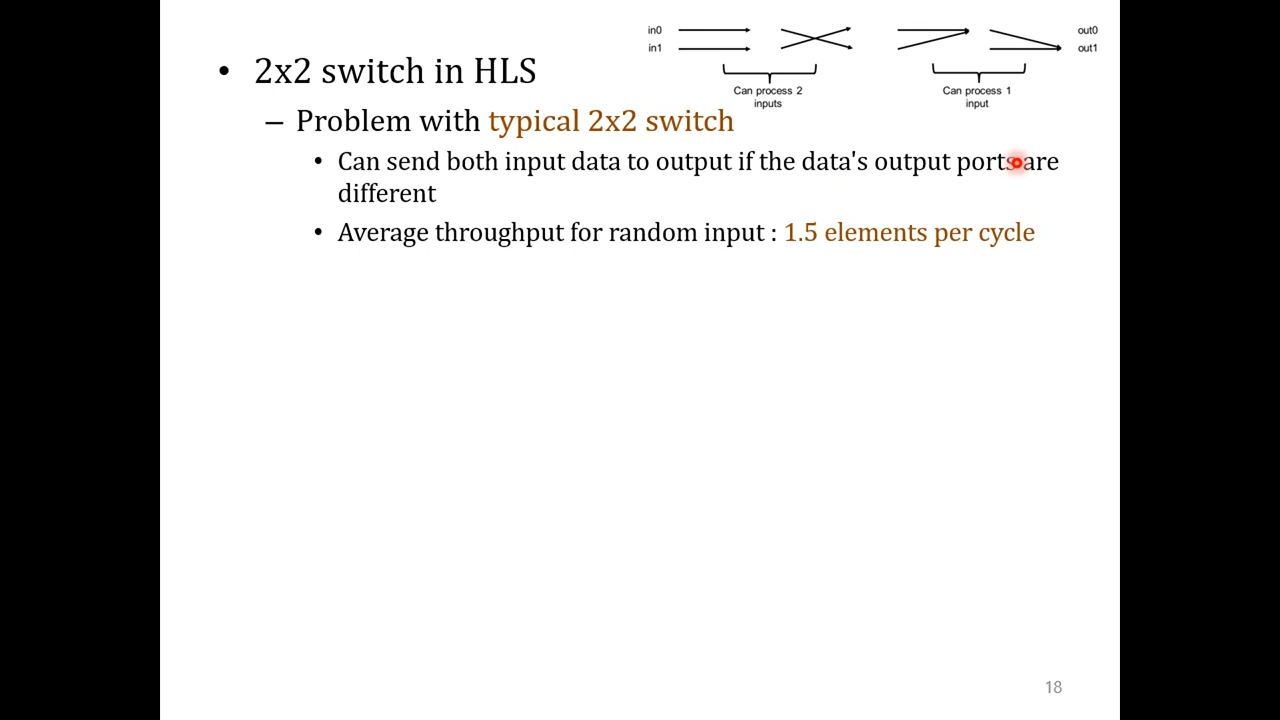 in0
in1
out0
out1
Can process 2
inputs
Can process 1
input
• 2x2 switch in HLS
– Problem with typical 2x2 switch
• Can send both input data to output if the data's output ports are
different
• Average throughput for random input : 1.5 elements per cycle
18